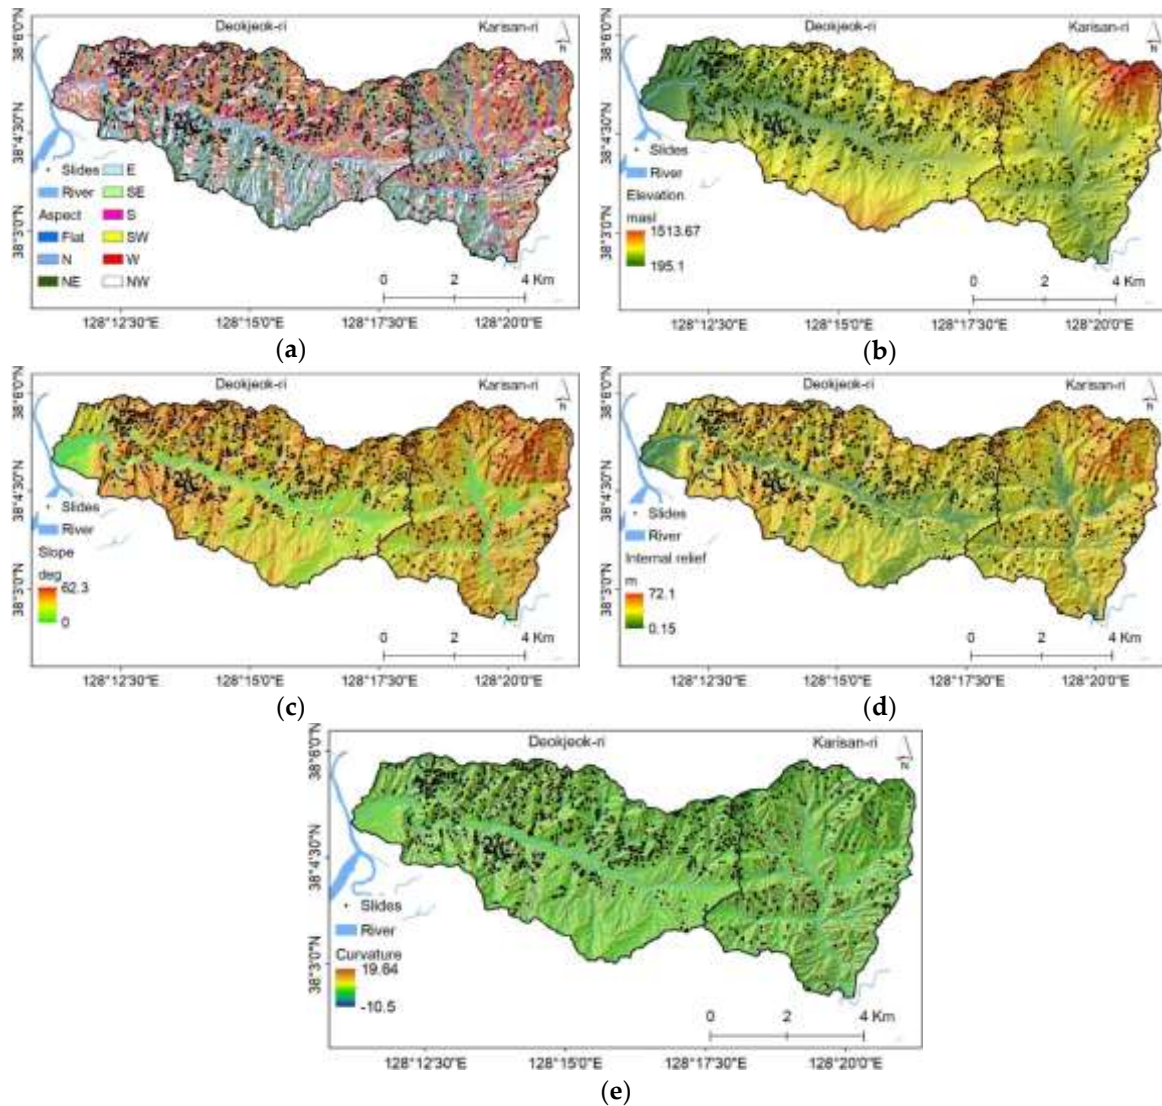 Deokjeok-ri Karisan-ri
N
38°6'0"N
38°4'30"N
38°3'0"N
Slides
River
Aspect
Flat
N
NE
E
SE
S
SW
W
NW
0 2 4 Km
128°12'30"E 128°15'0"E 128°17'30"E 128°20'0"E
(a)
Deokjeok-ri Karisan-ri
N
38°6'0"N
38°4'30"N
38°3'0"N
Slides
River
Elevation
masl
1513.67
195.1
0 2 4 Km
128°12'30"E 128°15'0"E 128°17'30"E 128°20'0"E
(b)
Deokjeok-ri Karisan-ri
N
38°6'0"N
38°4'30"N
38°3'0"N
Slides
River
Slope
deg
62.3
0
0 2 4 Km
128°12'30"E 128°15'0"E 128°17'30"E 128°20'0"E
(c)
Deokjeok-ri Karisan-ri
N
38°6'0"N
38°4'30"N
38°3'0"N
Slides
River
Internal relief
m
72.1
0.15
0 2 4 Km
128°12'30"E 128°15'0"E 128°17'30"E 128°20'0"E
(d)
Deokjeok-ri Karisan-ri
N
38°6'0"N
38°4'30"N
38°3'0"N
Slides
River
Curvature
19.64
-10.5
0 2 4 Km
128°12'30"E 128°15'0"E 128°17'30"E 128°20'0"E
(e)